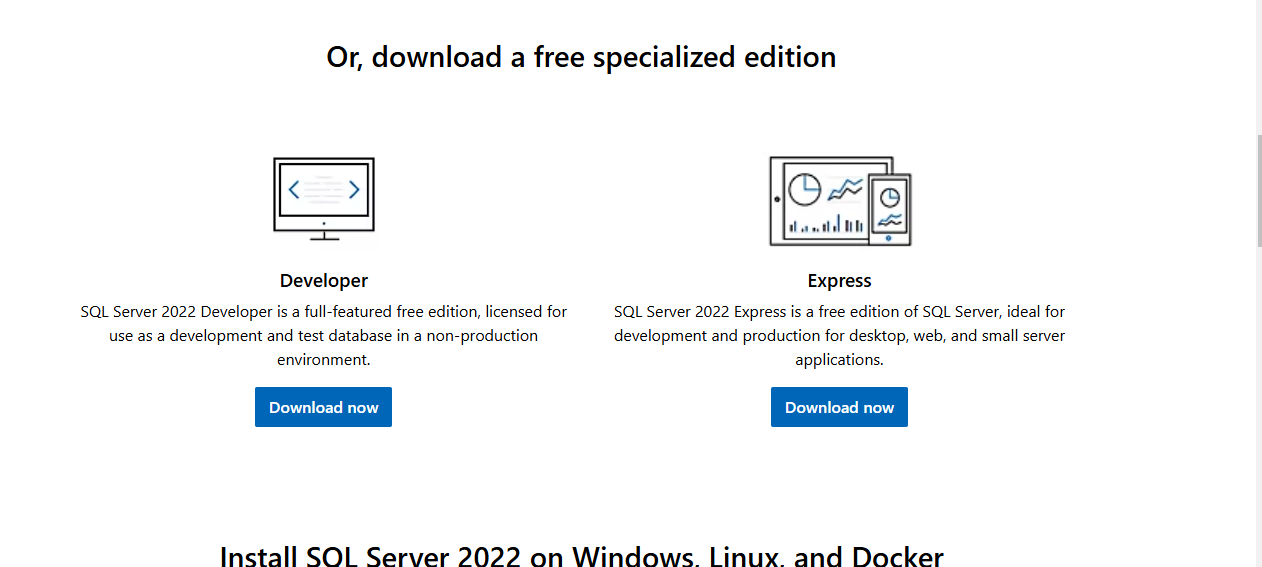 Or, download a free specialized edition
Developer
SQL Server 2022 Developer is a full-featured free edition, licensed for
use as a development and test database in a non-production
environment.
Download now
Express
SQL Server 2022 Express is a free edition of SQL Server, ideal for
development and production for desktop, web, and small server
applications.
Download now
Install SQL Server 2022 on Windows, Linux, and Docker